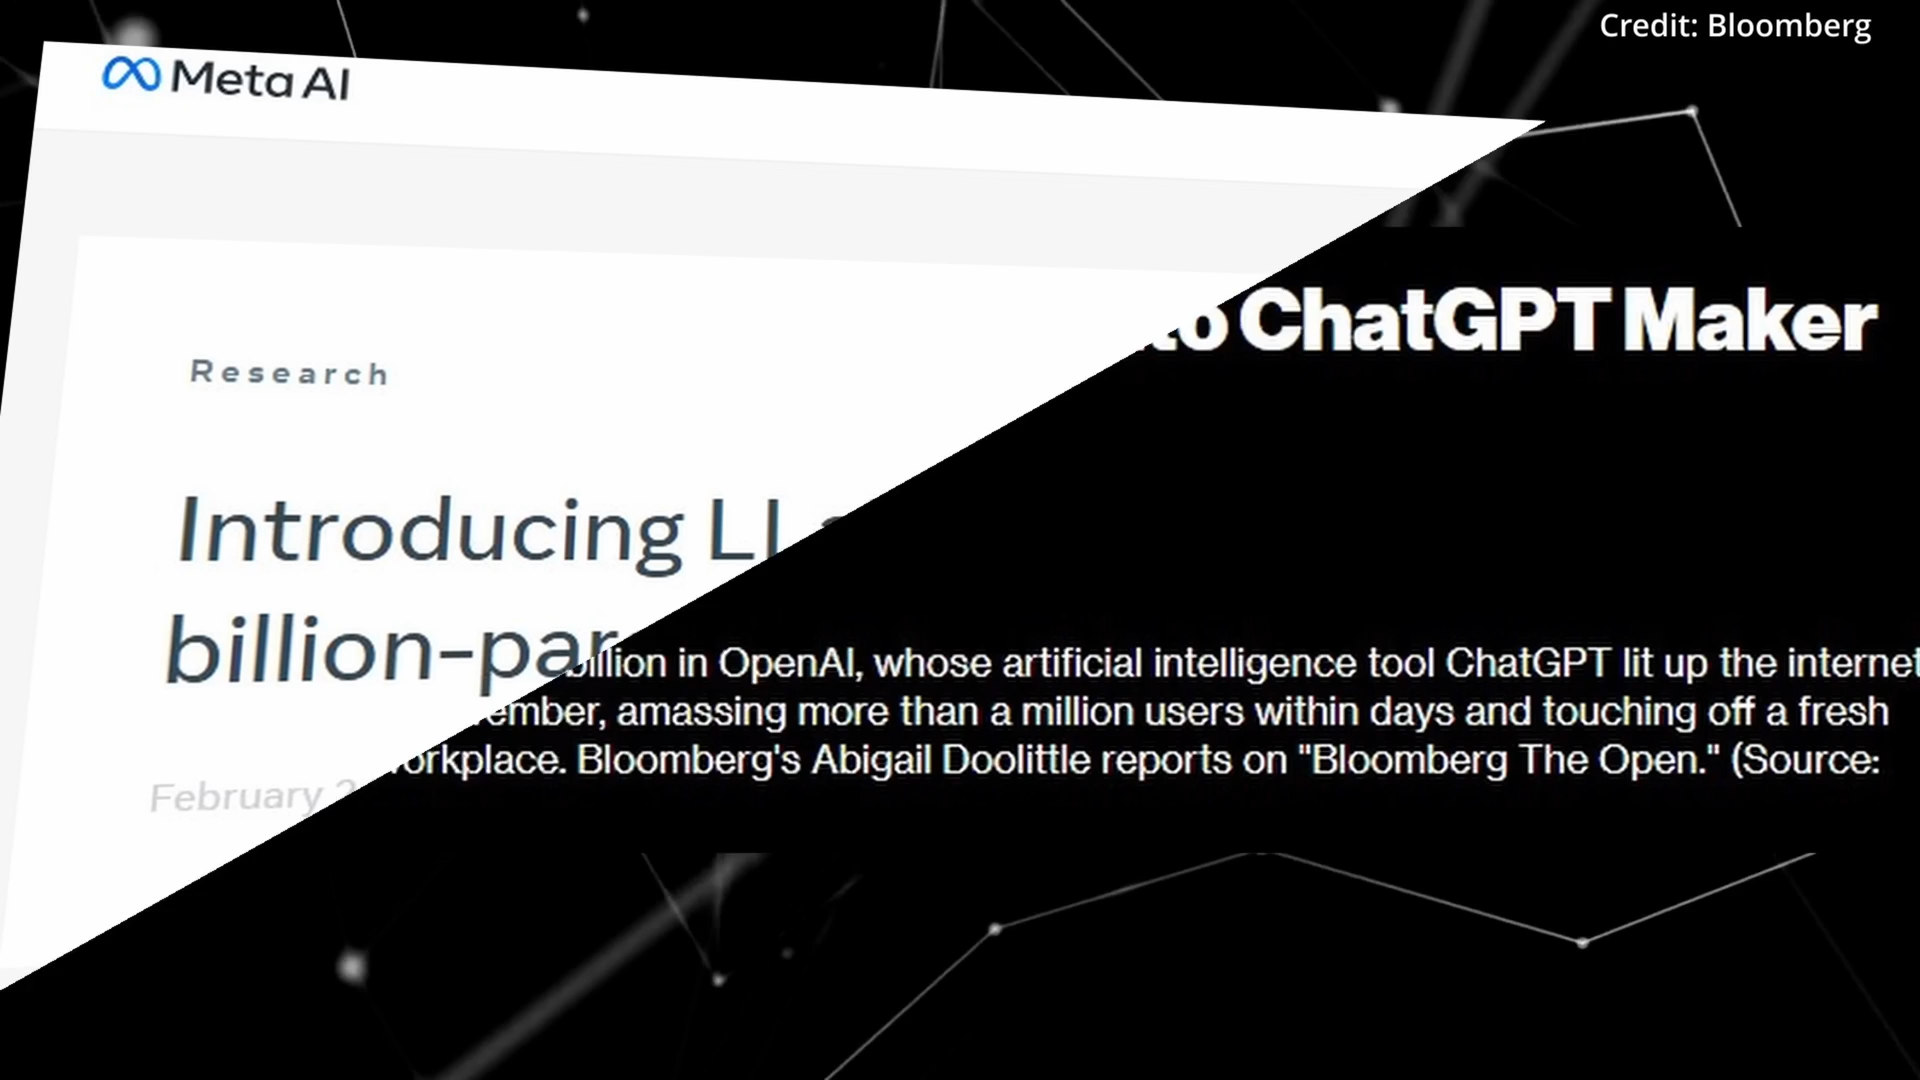 Credit: Bloomberg
Meta AI
Research
Introducing
billion-par
February
to ChatGPT Maker
billion in OpenAI, whose artificial intelligence tool ChatGPT lit up the internet
ember, amassing more than a million users within days and touching off a fresh
orkplace. Bloomberg's Abigail Doolittle reports on "Bloomberg The Open." (Source: